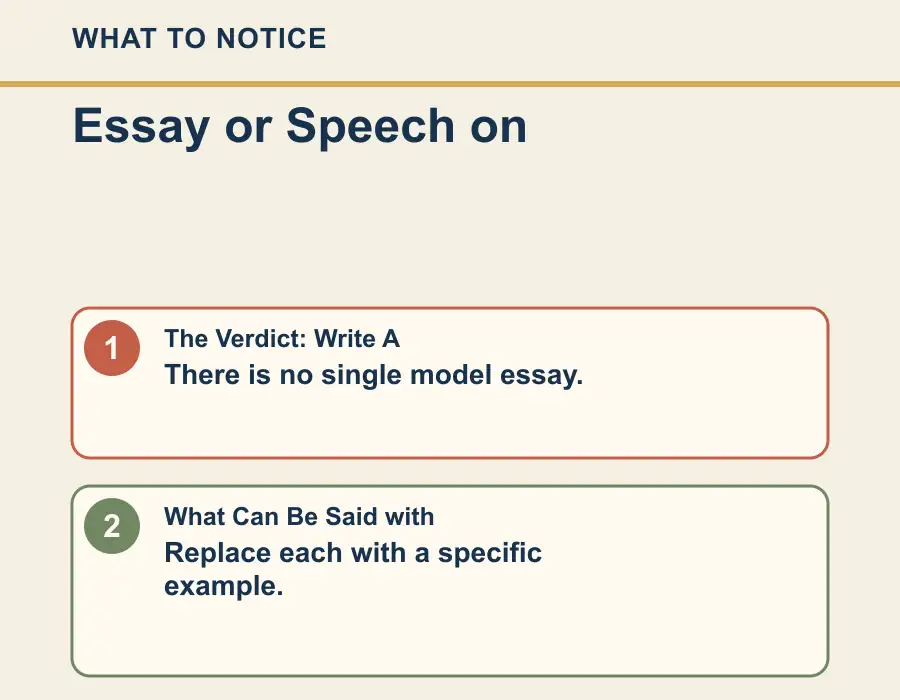 WHAT TO NOTICE
Essay or Speech on
1
The Verdict: Write A
There is no single model essay.
2
What Can Be Said with
Replace each with a specific
example.